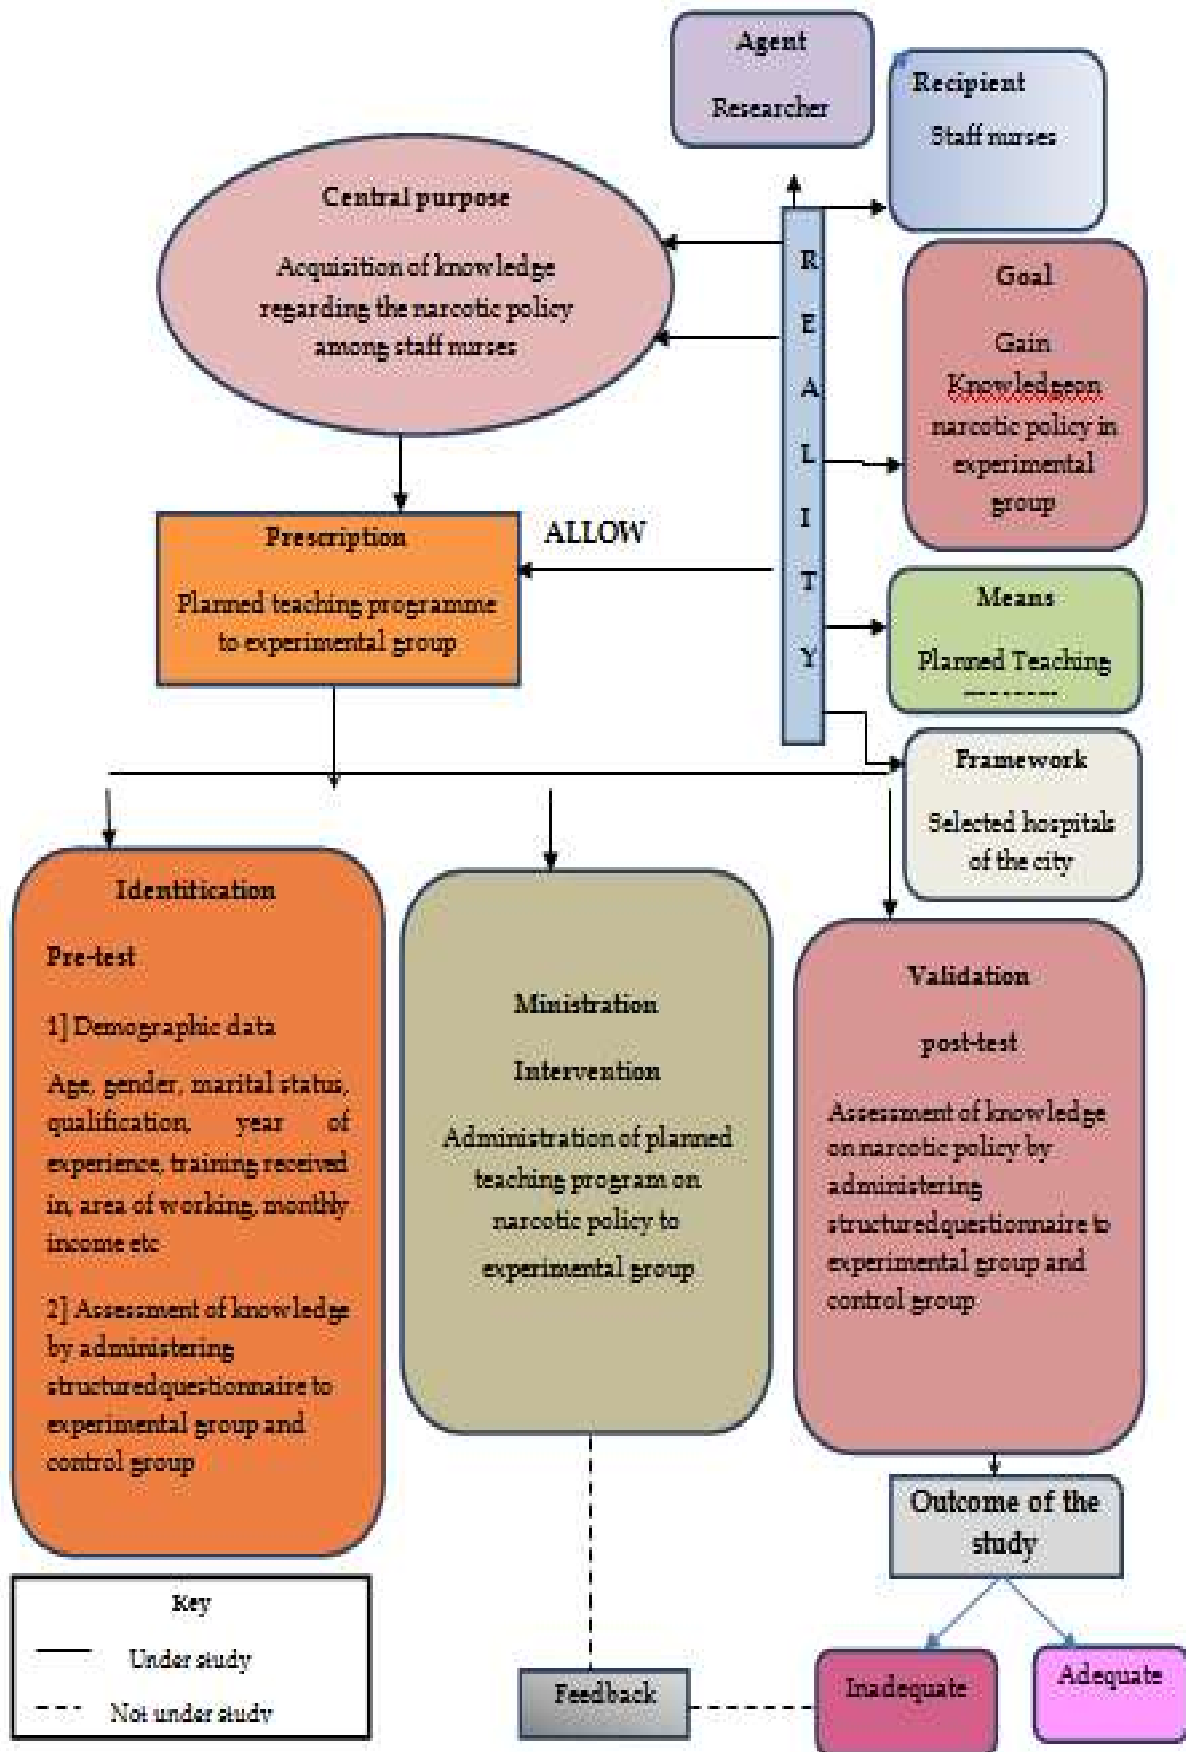 Agent
Researcher
Recipient
Staff nurses
Central purpose
Acquisition of knowledge
regarding the narcotic policy
among staff nurses
R
E
A
L
I
T
Y
Goal
Gain
Knowledgeon
narcotic policy in
experimental
group
Prescription
Planned teaching programme
to experimental group
ALLOW
Means
Planned Teaching
Framework
Selected hospitals
of the city
Identification
Pre-test
1] Demographic data
Age, gender, marital status,
qualification, year of
experience, training received
in, area of working, monthly
income etc
2] Assessment of knowledge
by administering
structuredquestionnaire to
experimental group and
control group
Ministration
Intervention
Administration of planned
teaching program on
narcotic policy to
experimental group
Validation
post-test
Assessment of knowledge
on narcotic policy by
administering
structuredquestionnaire to
experimental group and
control group
Outcome of the
study
Key
Under study
Not under study
Feedback
Inadequate
Adequate